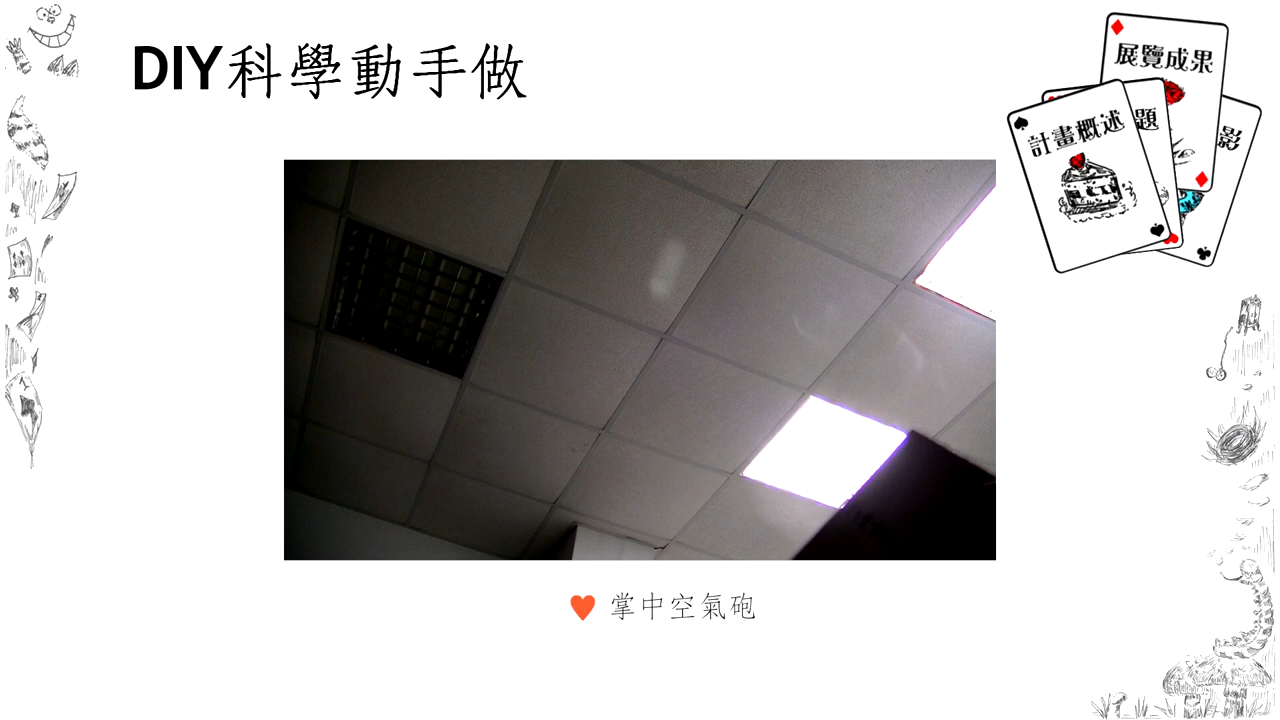 DIY科學動手做
展覽成果
計畫概述
題
影
掌中空氣砲